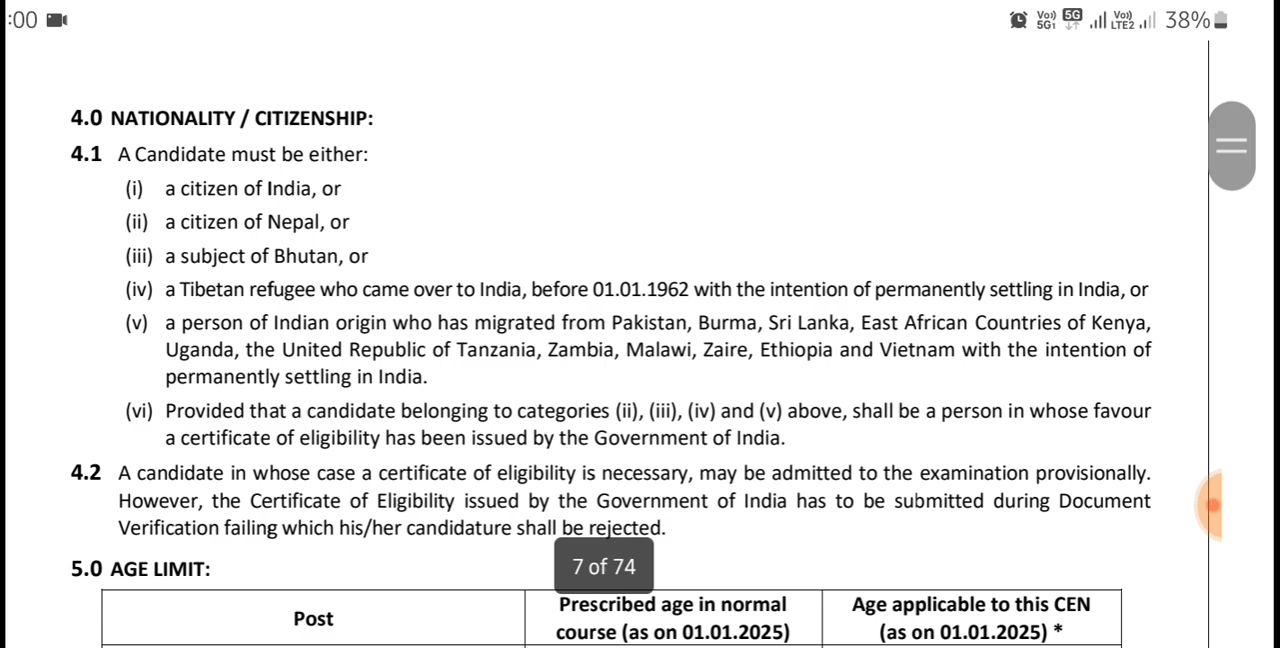 :00
Vo) 5G1 5G Vo) LTE2 38%
4.0 NATIONALITY / CITIZENSHIP:
4.1 A Candidate must be either:
(i) a citizen of India, or
(ii) a citizen of Nepal, or
(iii) a subject of Bhutan, or
(iv) a Tibetan refugee who came over to India, before 01.01.1962 with the intention of permanently settling in India, or
(v) a person of Indian origin who has migrated from Pakistan, Burma, Sri Lanka, East African Countries of Kenya,
Uganda, the United Republic of Tanzania, Zambia, Malawi, Zaire, Ethiopia and Vietnam with the intention of
permanently settling in India.
(vi) Provided that a candidate belonging to categories (ii), (iii), (iv) and (v) above, shall be a person in whose favour
a certificate of eligibility has been issued by the Government of India.
4.2 A candidate in whose case a certificate of eligibility is necessary, may be admitted to the examination provisionally.
However, the Certificate of Eligibility issued by the Government of India has to be submitted during Document
Verification failing which his/her candidature shall be rejected.
7 of 74
5.0 AGE LIMIT:
Post
Prescribed age in normal
course (as on 01.01.2025)
Age applicable to this CEN
(as on 01.01.2025) *